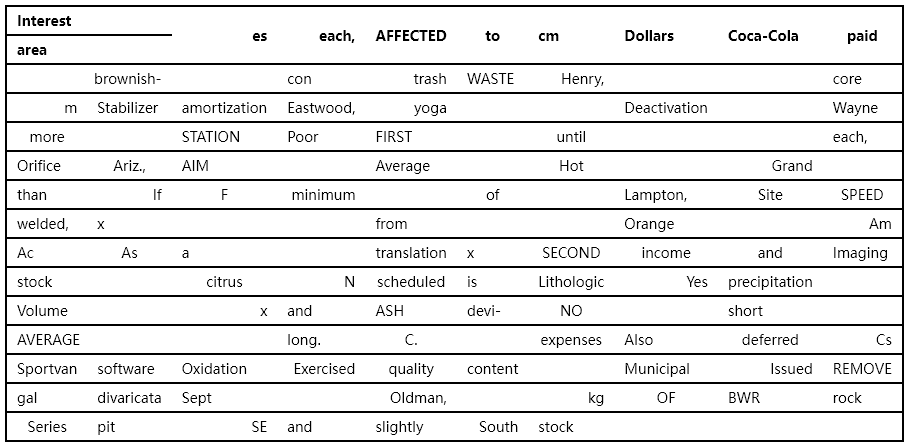 Interest
es each, AFFECTED to cm Dollars Coca-Cola paid
area
brownish- con trash WASTE Henry, core
m Stabilizer amortization Eastwood, yoga Deactivation Wayne
more STATION Poor FIRST until each,
Orifice Ariz., AIM Average Hot Grand
than If F minimum of Lampton, Site SPEED
welded, x from Orange Am
Ac As a translation x SECOND income and Imaging
stock citrus N scheduled is Lithologic Yes precipitation
Volume x and ASH devi- NO short
AVERAGE long. C. expenses Also deferred Cs
Sportvan software Oxidation Exercised quality content Municipal Issued REMOVE
gal divaricata Sept Oldman, kg OF BWR rock
Series pit SE and slightly South stock